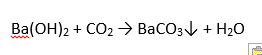 Ba(OH)₂ + CO₂ → BaCO₃↓ + H₂O